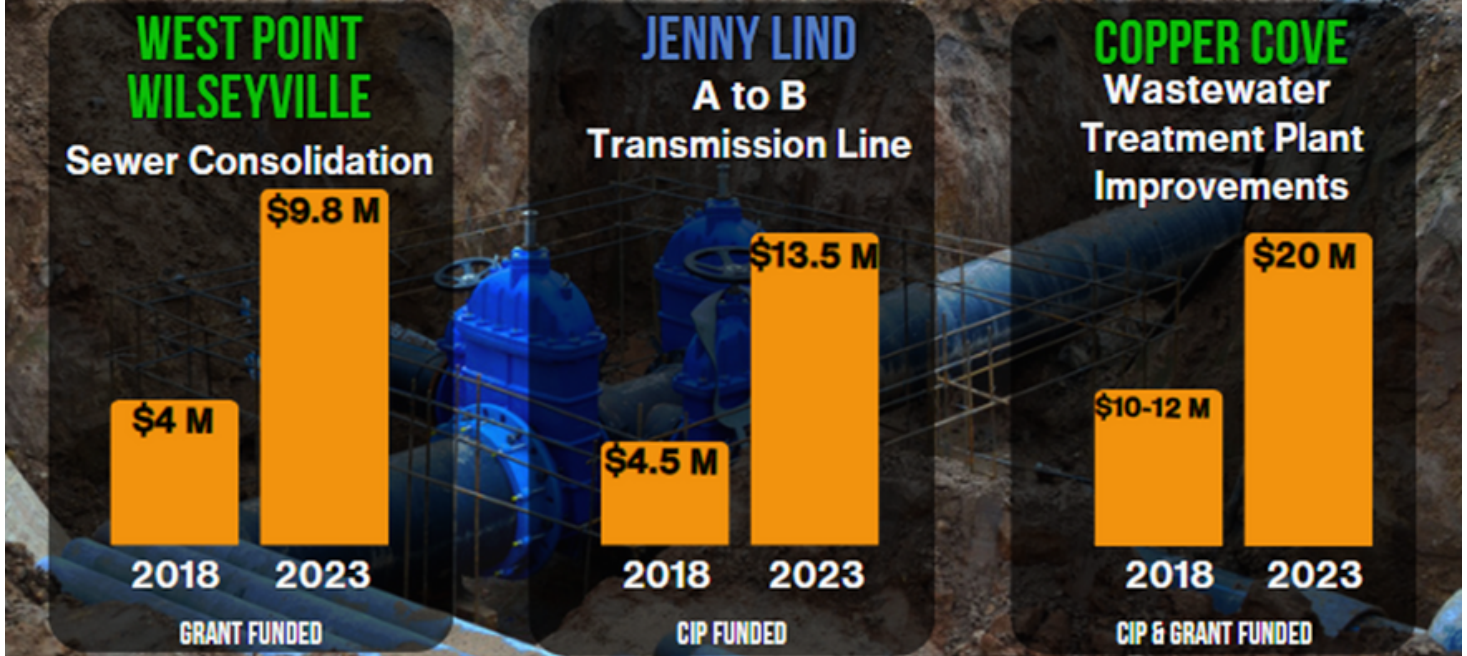 WEST POINT
WILSEYVILLE
Sewer Consolidation
$9.8 M
$4 M
2018 2023
GRANT FUNDED
JENNY LIND
A to B
Transmission Line
$13.5 M
$4.5 M
2018 2023
CIP FUNDED
COPPER COVE
Wastewater
Treatment Plant
Improvements
$20 M
$10-12 M
2018 2023
CIP & GRANT FUNDED